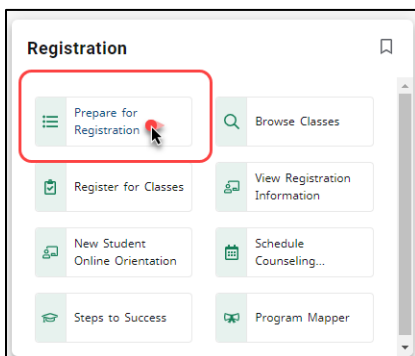 Registration
Prepare for
Registration
Browse Classes
Register for Classes
View Registration
Information
New Student
Online Orientation
Schedule
Counseling...
Steps to Success
Program Mapper